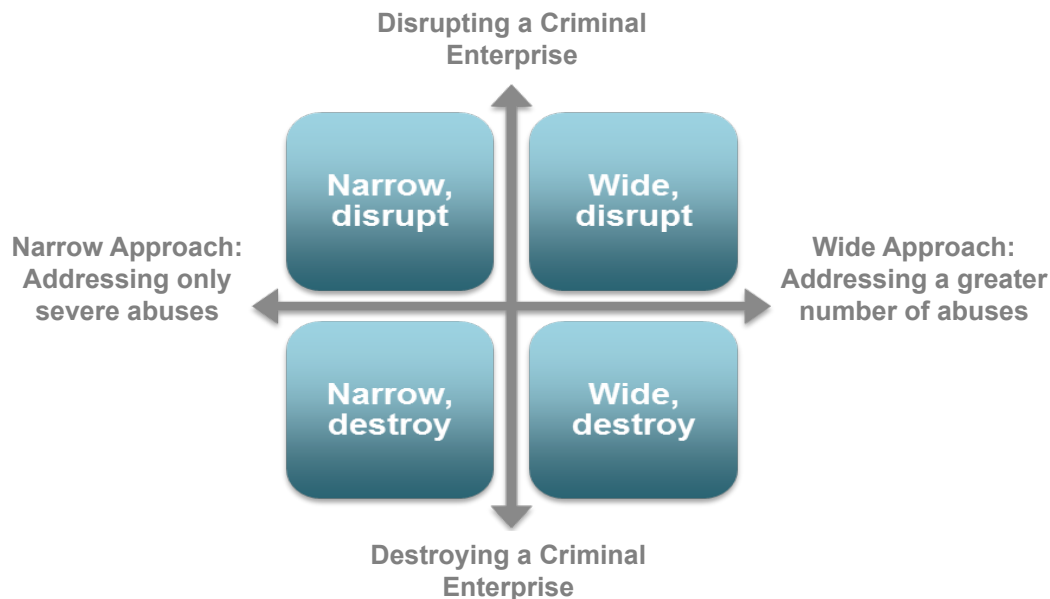 Disrupting a Criminal
Enterprise
Narrow,
disrupt
Wide,
disrupt
Narrow Approach:
Addressing only
severe abuses
Wide Approach:
Addressing a greater
number of abuses
Narrow,
destroy
Wide,
destroy
Destroying a Criminal
Enterprise